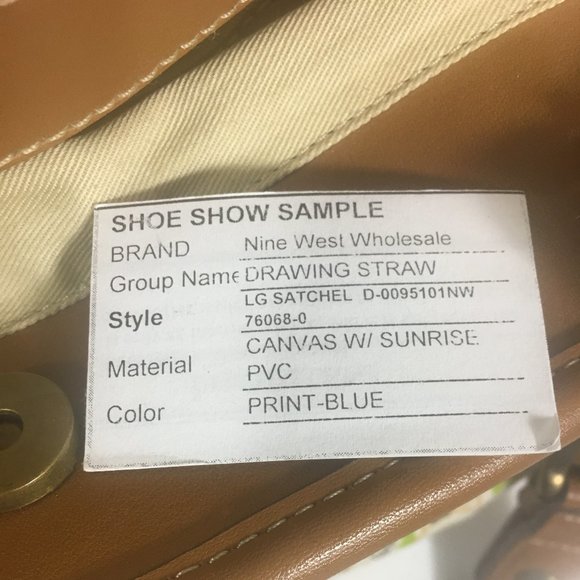 SHOE SHOW SAMPLE
BRAND Nine West Wholesale
Group Name DRAWING STRAW
Style LG SATCHEL D-0095101NW
76068-0
Material CANVAS W/ SUNRISE
PVC
Color PRINT-BLUE